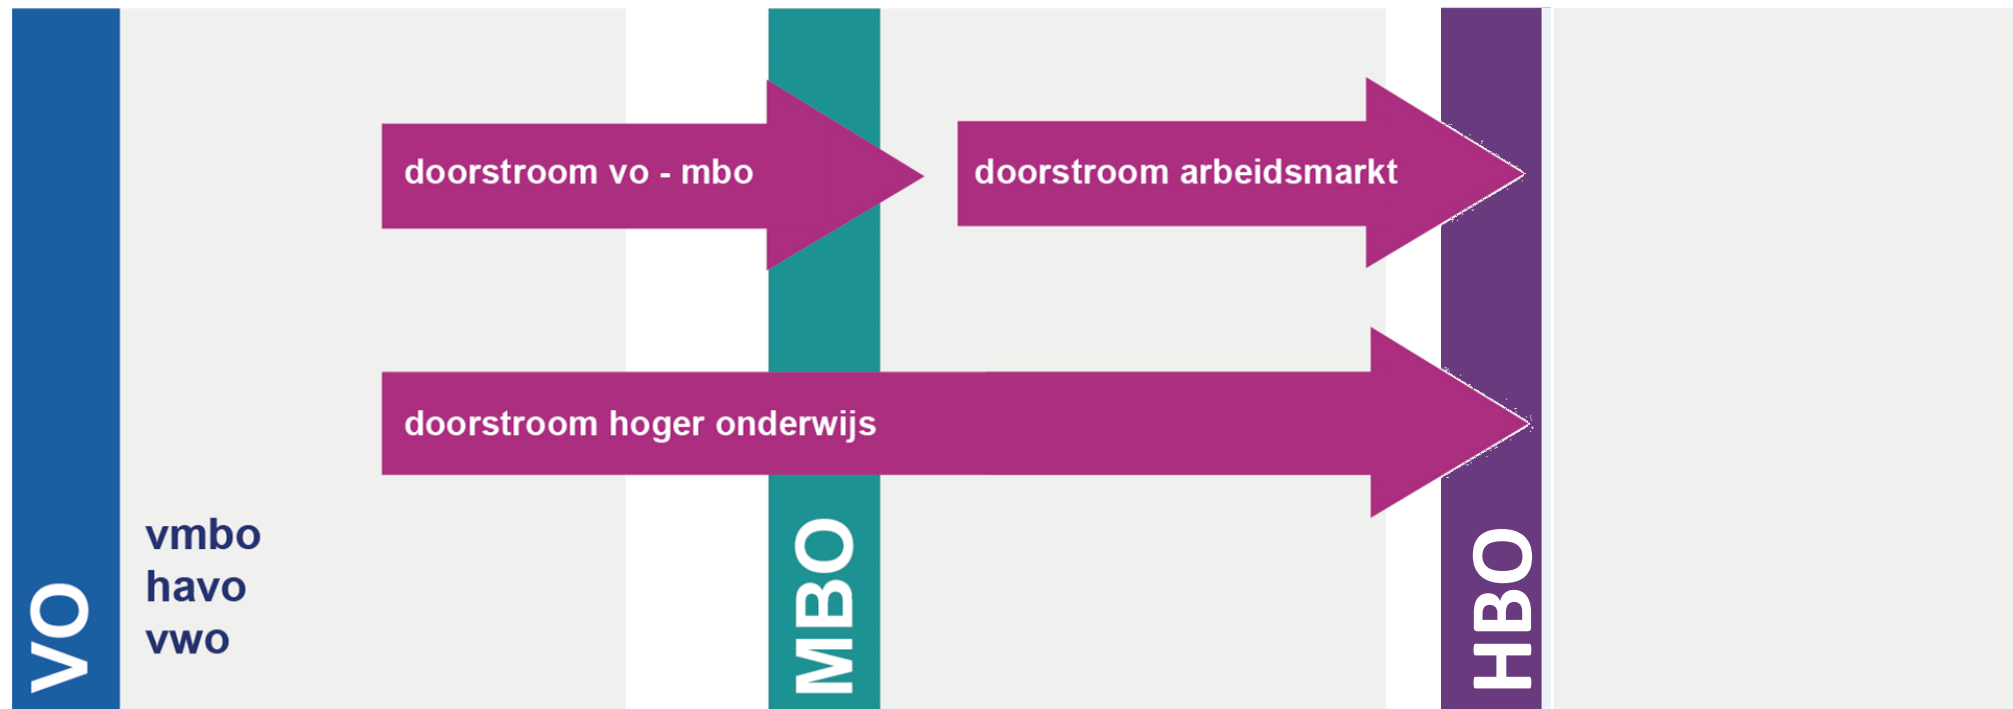 doorstroom vo - mbo
doorstroom arbeidsmarkt
doorstroom hoger onderwijs
vmbo
havo
vwo
VO
MBO
HBO